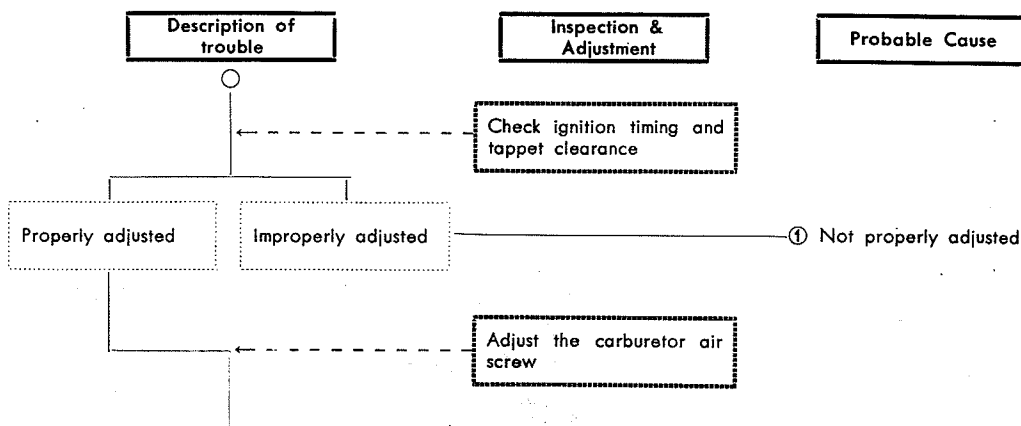 Description of
trouble
Inspection &
Adjustment
Probable Cause
Check ignition timing and
tappet clearance
Properly adjusted
Improperly adjusted
① Not properly adjusted
Adjust the carburetor air
screw